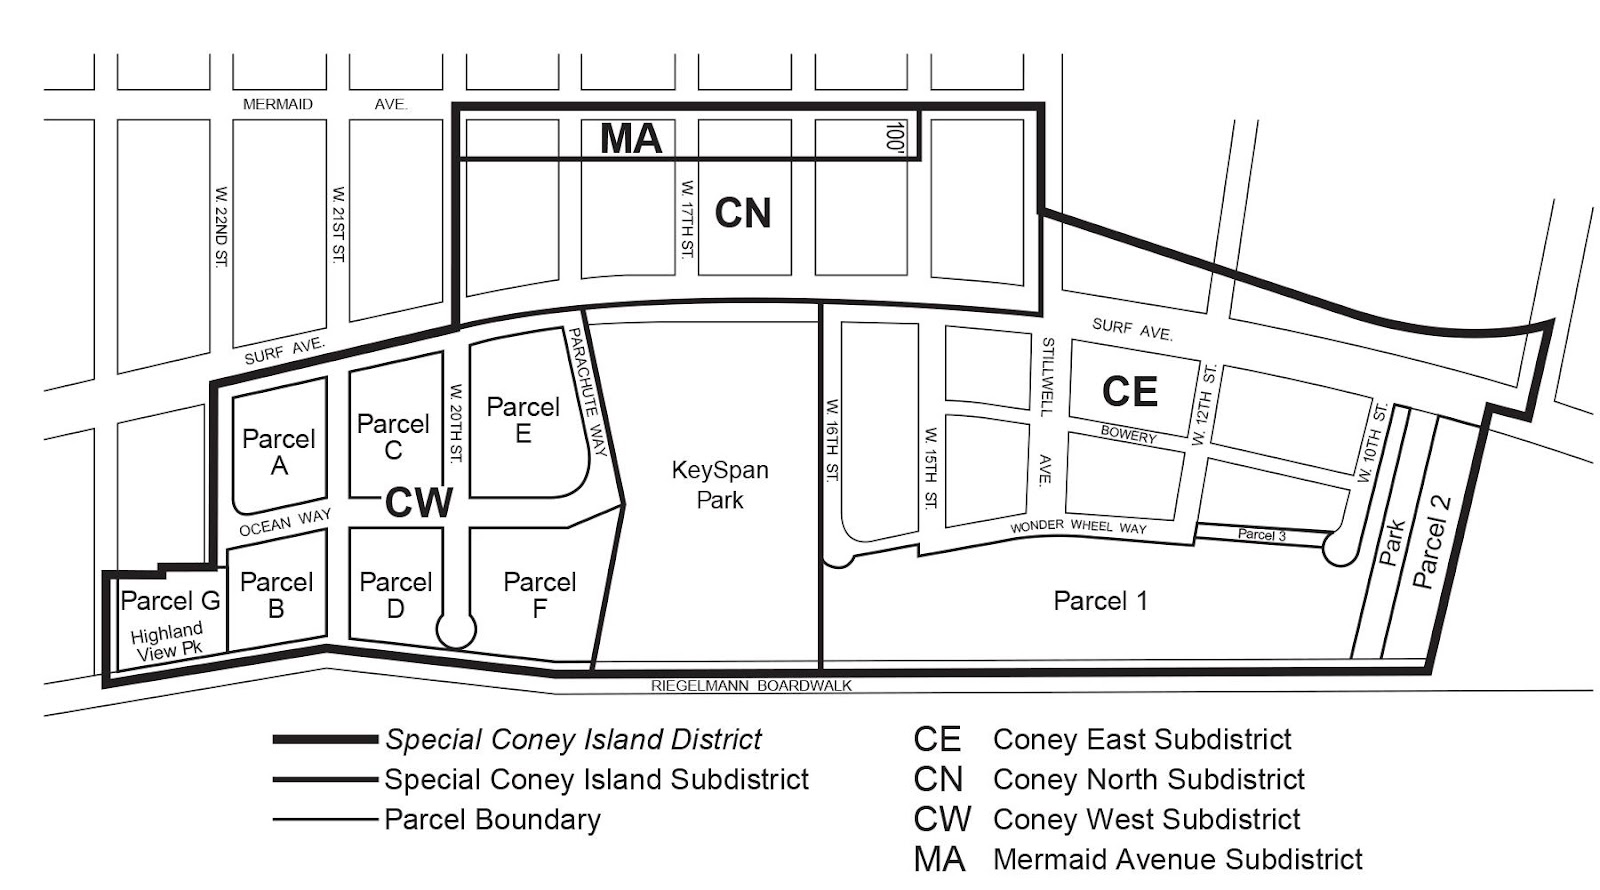 MERMAID AVE.
MA
100'
W. 22ND ST.
W. 21ST ST.
W. 17TH ST.
CN
SURF AVE.
SURF AVE.
PARACHUTE WAY
STILLWELL
AVE.
CE
W. 12TH ST.
Parcel
A
Parcel
C
W. 20TH ST.
Parcel
E
W. 16TH ST.
W. 15TH ST.
BOWERY
W. 10TH ST.
KeySpan
Park
CW
OCEAN WAY
WONDER WHEEL WAY
Parcel 3
Park
Parcel 2
Parcel G
Highland
View Pk
Parcel
B
Parcel
D
Parcel
F
Parcel 1
RIEGELMANN BOARDWALK
Special Coney Island District
Special Coney Island Subdistrict
Parcel Boundary
CE Coney East Subdistrict
CN Coney North Subdistrict
CW Coney West Subdistrict
MA Mermaid Avenue Subdistrict